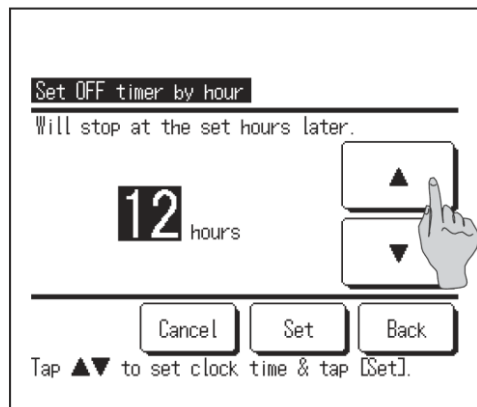 Set OFF timer by hour
Will stop at the set hours later.
▲
12 hours
▼
Cancel Set Back
Tap ▲▼ to set clock time & tap [Set].